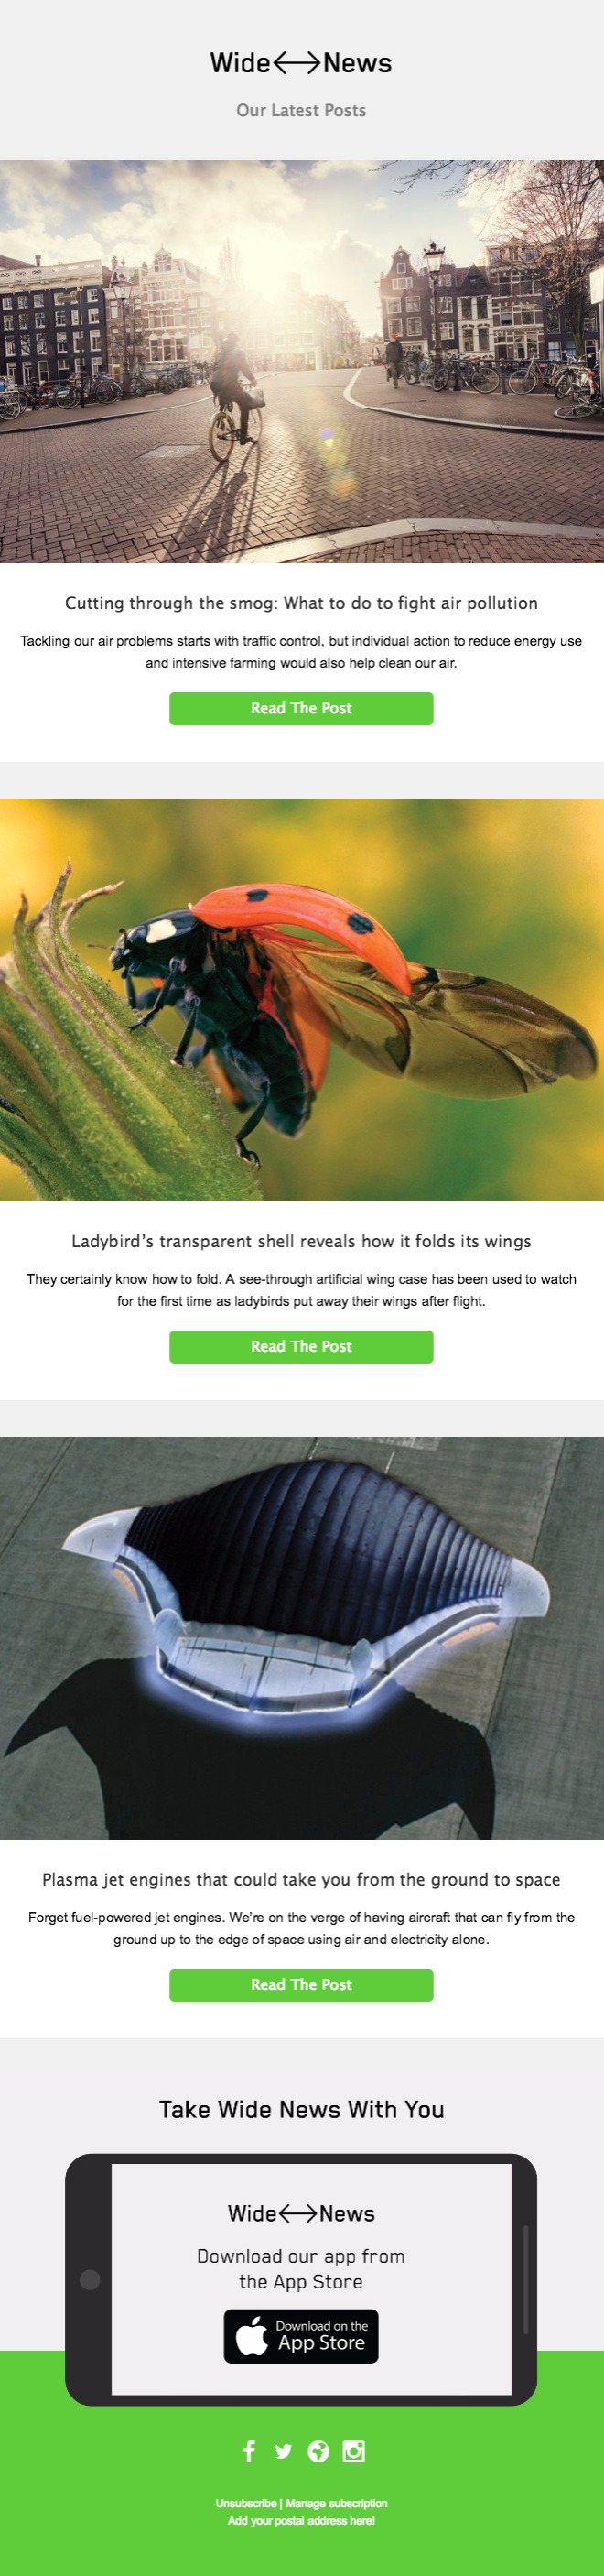 Wide↔News
Our Latest Posts
Cutting through the smog: What to do to fight air pollution
Tackling our air problems starts with traffic control, but individual action to reduce energy use
and intensive farming would also help clean our air.
Read The Post
Ladybird’s transparent shell reveals how it folds its wings
They certainly know how to fold. A see-through artificial wing case has been used to watch
for the first time as ladybirds put away their wings after flight.
Read The Post
Plasma jet engines that could take you from the ground to space
Forget fuel-powered jet engines. We’re on the verge of having aircraft that can fly from the
ground up to the edge of space using air and electricity alone.
Read The Post
Take Wide News With You
Wide↔News
Download our app from
the App Store
Download on the
App Store
Unsubscribe | Manage subscription
Add your postal address here!